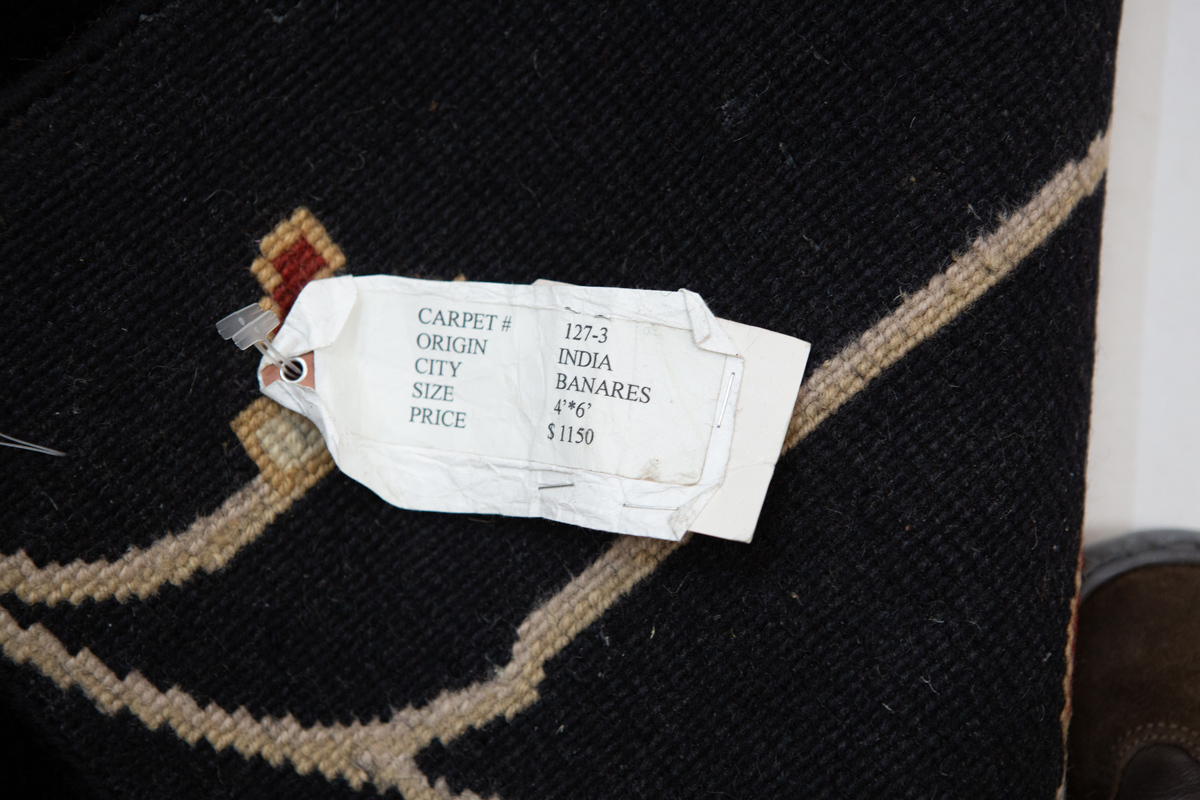 CARPET # 127-3
ORIGIN INDIA
CITY BANARES
SIZE 4'*6'
PRICE $1150